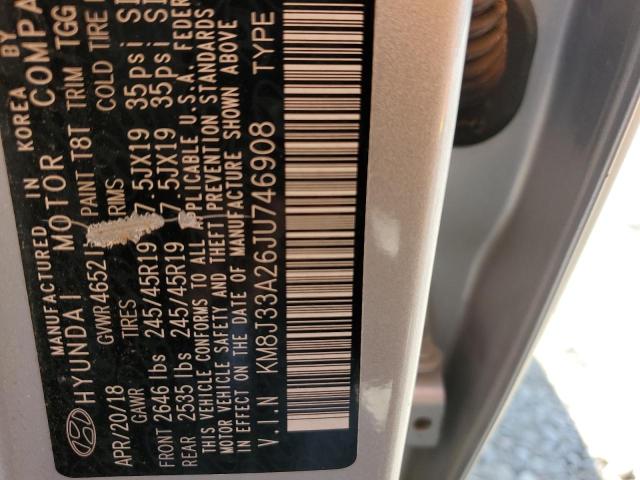 MANUFACTURED IN KOREA BY
HYUNDAI MOTOR COMPA
APR/20/18 GVWR 4652 PAINT T8T TRIM TGG
GAWR TIRES RIMS COLD TIRE
FRONT 2646 lbs 245/45R19 7.5JX19 35psi
REAR 2535 lbs 245/45R19 7.5JX19 35psi
THIS VEHICLE CONFORMS TO ALL APPLICABLE U.S.A. FEDER
MOTOR VEHICLE SAFETY AND THEFT PREVENTION STANDARDS
IN EFFECT ON THE DATE OF MANUFACTURE SHOWN ABOVE
V.I.N KM8J33A26JU746908 TYPE